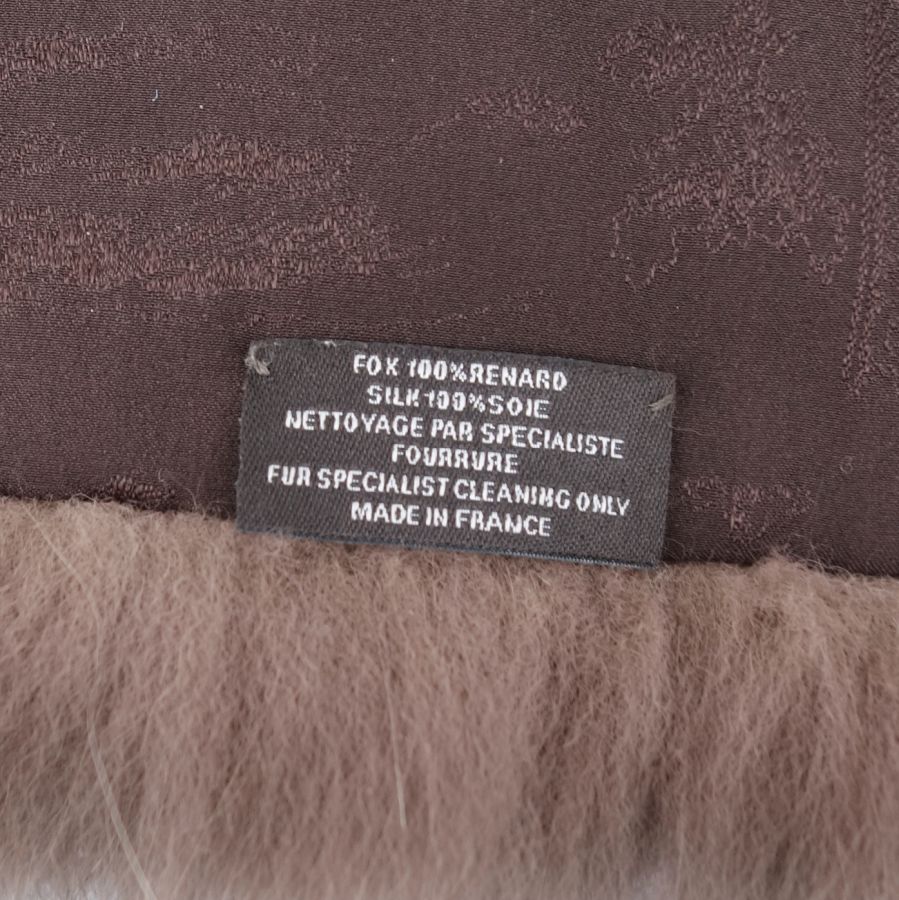 FOX 100%RENARD
SILK 100%SOIE
NETTOYAGE PAR SPECIALISTE
FOURRURE
FUR SPECIALIST CLEANING ONLY
MADE IN FRANCE